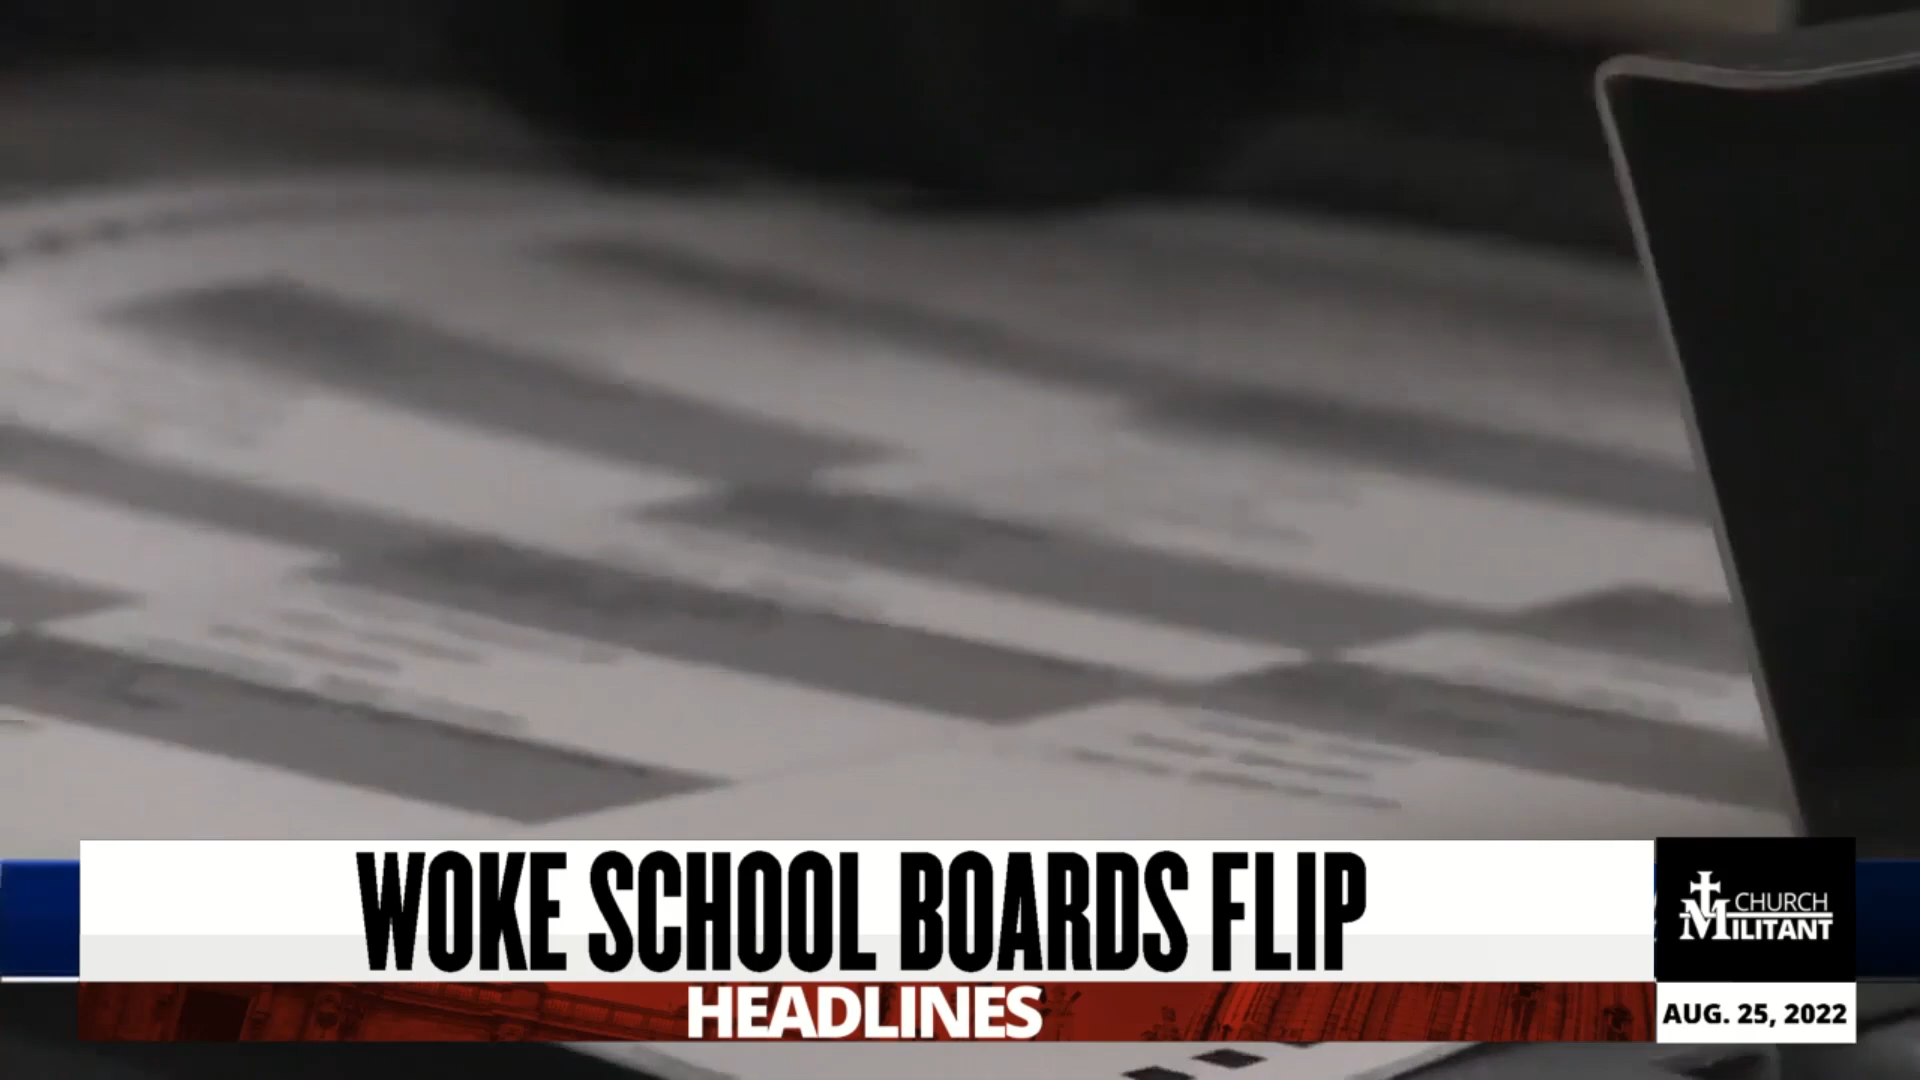 WOKE SCHOOL BOARDS FLIP
CHURCH
MILITANT
HEADLINES
AUG. 25, 2022